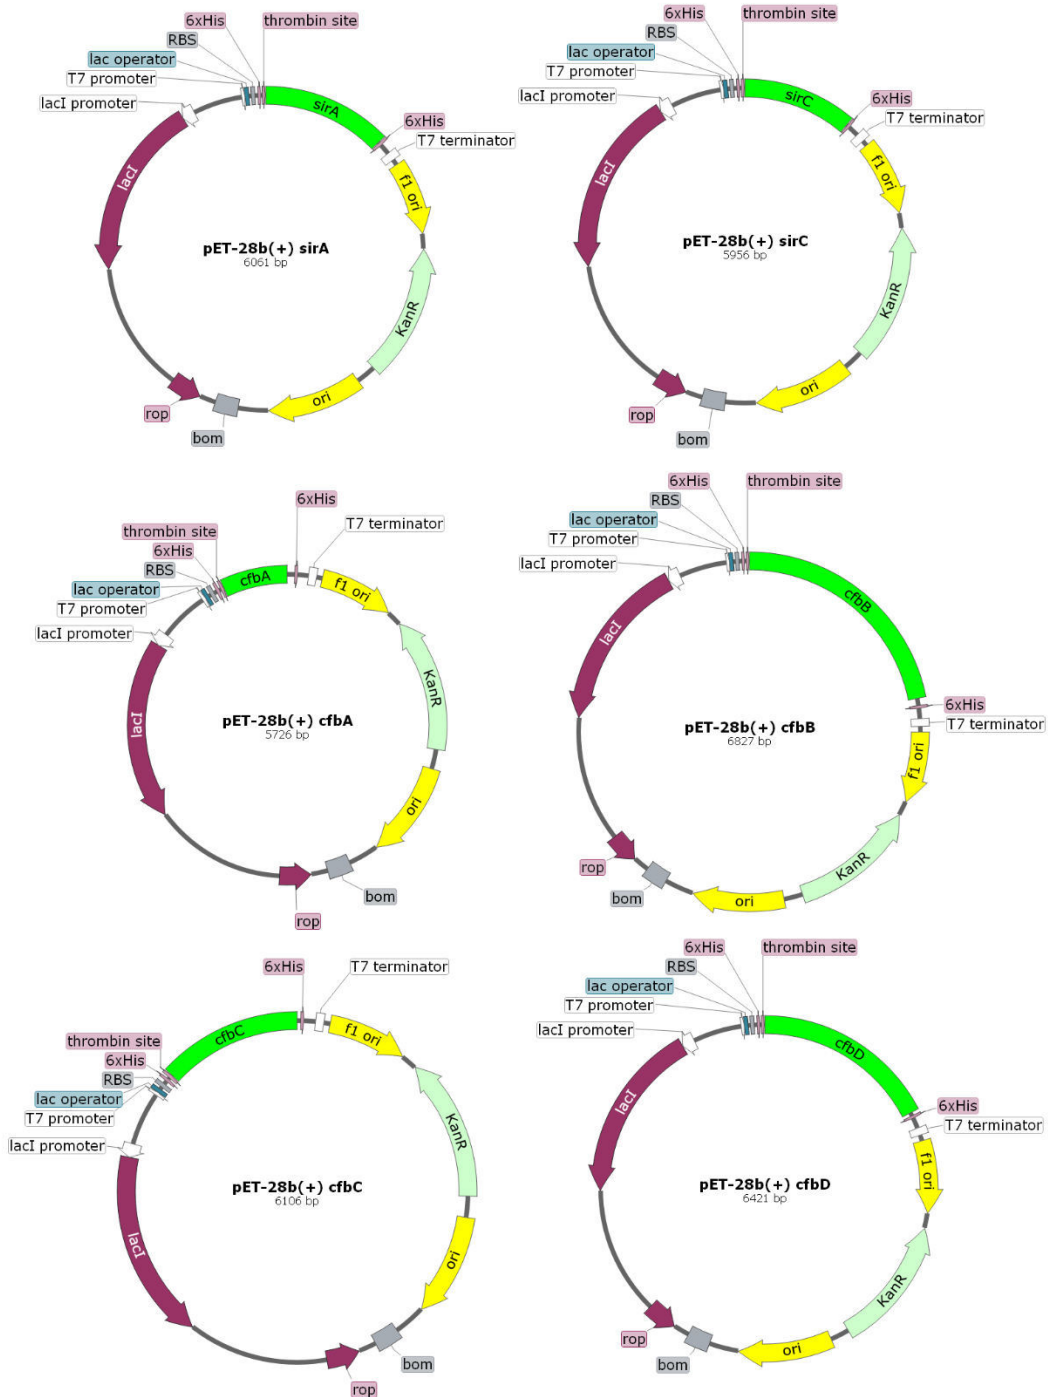 6xHis
thrombin site
RBS
lac operator
T7 promoter
lacI promoter
sirA
6xHis
T7 terminator
lacI
f1 ori
pET-28b(+) sirA
6061 bp
KanR
ori
rop
bom
6xHis
thrombin site
RBS
lac operator
T7 promoter
lacI promoter
sirC
6xHis
T7 terminator
lacI
f1 ori
pET-28b(+) sirC
5956 bp
KanR
ori
rop
bom
6xHis
T7 terminator
thrombin site
6xHis
RBS
lac operator
T7 promoter
lacI promoter
cfbA
f1 ori
KanR
lacI
pET-28b(+) cfbA
5726 bp
ori
bom
rop
6xHis
thrombin site
RBS
lac operator
T7 promoter
lacI promoter
cfbB
lacI
6xHis
T7 terminator
pET-28b(+) cfbB
6827 bp
f1 ori
rop
KanR
bom
ori
6xHis
T7 terminator
cfbC
f1 ori
thrombin site
6xHis
RBS
lac operator
T7 promoter
lacI promoter
KanR
pET-28b(+) cfbC
6106 bp
lacI
ori
bom
rop
6xHis
thrombin site
RBS
lac operator
T7 promoter
lacI promoter
cfbD
lacI
6xHis
T7 terminator
f1 ori
pET-28b(+) cfbD
6421 bp
KanR
rop
bom
ori